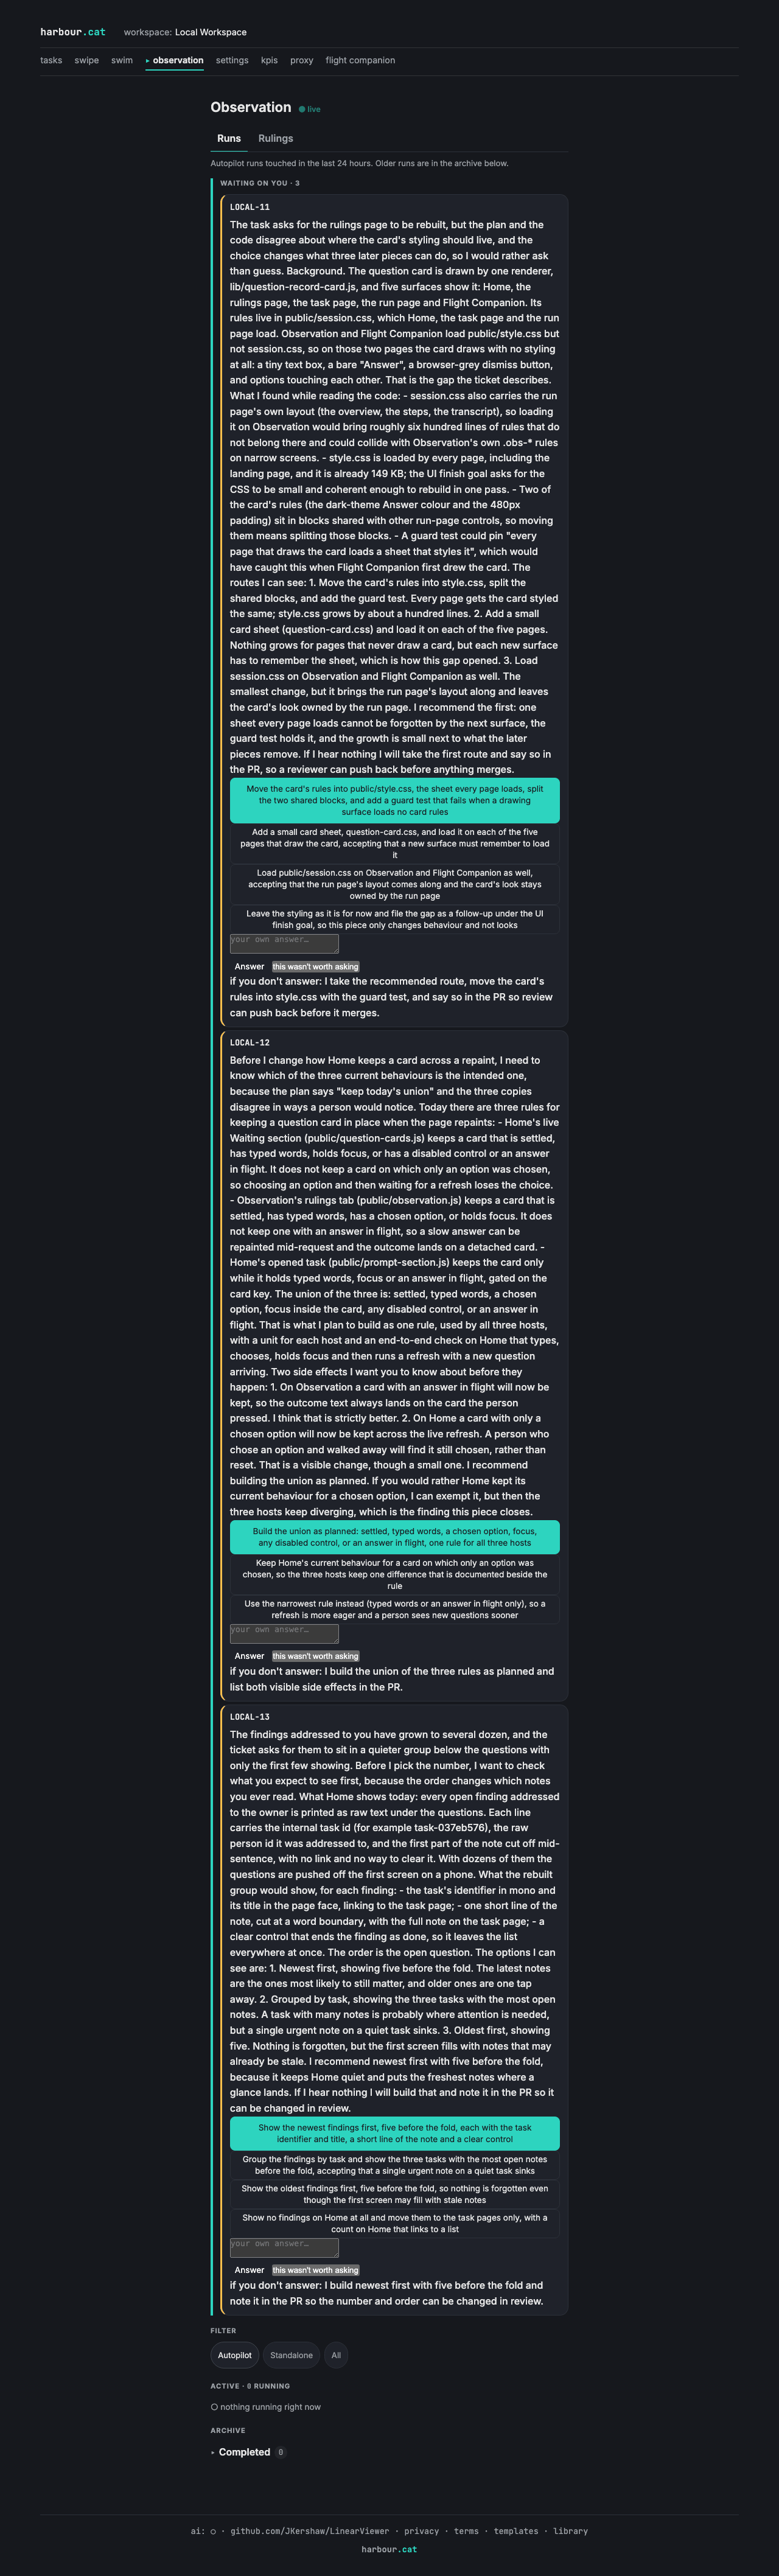 harbour.cat workspace: Local Workspace
tasks swipe swim ▸ observation settings kpis proxy flight companion
Observation ● live
Runs Rulings
Autopilot runs touched in the last 24 hours. Older runs are in the archive below.
WAITING ON YOU · 3
LOCAL-11
The task asks for the rulings page to be rebuilt, but the plan and the
code disagree about where the card's styling should live, and the
choice changes what three later pieces can do, so I would rather ask
than guess. Background. The question card is drawn by one renderer,
lib/question-record-card.js, and five surfaces show it: Home, the
rulings page, the task page, the run page and Flight Companion. Its
rules live in public/session.css, which Home, the task page and the run
page load. Observation and Flight Companion load public/style.css but
not session.css, so on those two pages the card draws with no styling
at all: a tiny text box, a bare "Answer", a browser-grey dismiss button,
and options touching each other. That is the gap the ticket describes.
What I found while reading the code: - session.css also carries the run
page's own layout (the overview, the steps, the transcript), so loading
it on Observation would bring roughly six hundred lines of rules that do
not belong there and could collide with Observation's own .obs-* rules
on narrow screens. - style.css is loaded by every page, including the
landing page, and it is already 149 KB; the UI finish goal asks for the
CSS to be small and coherent enough to rebuild in one pass. - Two of
the card's rules (the dark-theme Answer colour and the 480px
padding) sit in blocks shared with other run-page controls, so moving
them means splitting those blocks. - A guard test could pin "every
page that draws the card loads a sheet that styles it", which would
have caught this when Flight Companion first drew the card. The
routes I can see: 1. Move the card's rules into style.css, split the
shared blocks, and add the guard test. Every page gets the card styled
the same; style.css grows by about a hundred lines. 2. Add a small
card sheet (question-card.css) and load it on each of the five pages.
Nothing grows for pages that never draw a card, but each new surface
has to remember the sheet, which is how this gap opened. 3. Load
session.css on Observation and Flight Companion as well. The
smallest change, but it brings the run page's layout along and leaves
the card's look owned by the run page. I recommend the first: one
sheet every page loads cannot be forgotten by the next surface, the
guard test holds it, and the growth is small next to what the later
pieces remove. If I hear nothing I will take the first route and say so in
the PR, so a reviewer can push back before anything merges.
Move the card's rules into public/style.css, the sheet every page loads, split
the two shared blocks, and add a guard test that fails when a drawing
surface loads no card rules
Add a small card sheet, question-card.css, and load it on each of the five
pages that draw the card, accepting that a new surface must remember to load
it
Load public/session.css on Observation and Flight Companion as well,
accepting that the run page's layout comes along and the card's look stays
owned by the run page
Leave the styling as it is for now and file the gap as a follow-up under the UI
finish goal, so this piece only changes behaviour and not looks
your own answer…
Answer this wasn't worth asking
if you don't answer: I take the recommended route, move the card's
rules into style.css with the guard test, and say so in the PR so review
can push back before it merges.
LOCAL-12
Before I change how Home keeps a card across a repaint, I need to
know which of the three current behaviours is the intended one,
because the plan says "keep today's union" and the three copies
disagree in ways a person would notice. Today there are three rules for
keeping a question card in place when the page repaints: - Home's live
Waiting section (public/question-cards.js) keeps a card that is settled,
has typed words, holds focus, or has a disabled control or an answer
in flight. It does not keep a card on which only an option was chosen,
so choosing an option and then waiting for a refresh loses the choice.
- Observation's rulings tab (public/observation.js) keeps a card that is
settled, has typed words, has a chosen option, or holds focus. It does
not keep one with an answer in flight, so a slow answer can be
repainted mid-request and the outcome lands on a detached card. -
Home's opened task (public/prompt-section.js) keeps the card only
while it holds typed words, focus or an answer in flight, gated on the
card key. The union of the three is: settled, typed words, a chosen
option, focus inside the card, any disabled control, or an answer in
flight. That is what I plan to build as one rule, used by all three hosts,
with a unit for each host and an end-to-end check on Home that types,
chooses, holds focus and then runs a refresh with a new question
arriving. Two side effects I want you to know about before they
happen: 1. On Observation a card with an answer in flight will now be
kept, so the outcome text always lands on the card the person
pressed. I think that is strictly better. 2. On Home a card with only a
chosen option will now be kept across the live refresh. A person who
chose an option and walked away will find it still chosen, rather than
reset. That is a visible change, though a small one. I recommend
building the union as planned. If you would rather Home kept its
current behaviour for a chosen option, I can exempt it, but then the
three hosts keep diverging, which is the finding this piece closes.
Build the union as planned: settled, typed words, a chosen option, focus,
any disabled control, or an answer in flight, one rule for all three hosts
Keep Home's current behaviour for a card on which only an option was
chosen, so the three hosts keep one difference that is documented beside the
rule
Use the narrowest rule instead (typed words or an answer in flight only), so a
refresh is more eager and a person sees new questions sooner
your own answer…
Answer this wasn't worth asking
if you don't answer: I build the union of the three rules as planned and
list both visible side effects in the PR.
LOCAL-13
The findings addressed to you have grown to several dozen, and the
ticket asks for them to sit in a quieter group below the questions with
only the first few showing. Before I pick the number, I want to check
what you expect to see first, because the order changes which notes
you ever read. What Home shows today: every open finding addressed
to the owner is printed as raw text under the questions. Each line
carries the internal task id (for example task-037eb576), the raw
person id it was addressed to, and the first part of the note cut off mid-
sentence, with no link and no way to clear it. With dozens of them the
questions are pushed off the first screen on a phone. What the rebuilt
group would show, for each finding: - the task's identifier in mono and
its title in the page face, linking to the task page; - one short line of the
note, cut at a word boundary, with the full note on the task page; - a
clear control that ends the finding as done, so it leaves the list
everywhere at once. The order is the open question. The options I can
see are: 1. Newest first, showing five before the fold. The latest notes
are the ones most likely to still matter, and older ones are one tap
away. 2. Grouped by task, showing the three tasks with the most open
notes. A task with many notes is probably where attention is needed,
but a single urgent note on a quiet task sinks. 3. Oldest first, showing
five. Nothing is forgotten, but the first screen fills with notes that may
already be stale. I recommend newest first with five before the fold,
because it keeps Home quiet and puts the freshest notes where a
glance lands. If I hear nothing I will build that and note it in the PR so it
can be changed in review.
Show the newest findings first, five before the fold, each with the task
identifier and title, a short line of the note and a clear control
Group the findings by task and show the three tasks with the most open notes
before the fold, accepting that a single urgent note on a quiet task sinks
Show the oldest findings first, five before the fold, so nothing is forgotten even
though the first screen may fill with stale notes
Show no findings on Home at all and move them to the task pages only, with a
count on Home that links to a list
your own answer…
Answer this wasn't worth asking
if you don't answer: I build newest first with five before the fold and
note it in the PR so the number and order can be changed in review.
FILTER
Autopilot Standalone All
ACTIVE · 0 RUNNING
○ nothing running right now
ARCHIVE
▸ Completed 0
ai: ○ · github.com/JKershaw/LinearViewer · privacy · terms · templates · library
harbour.cat